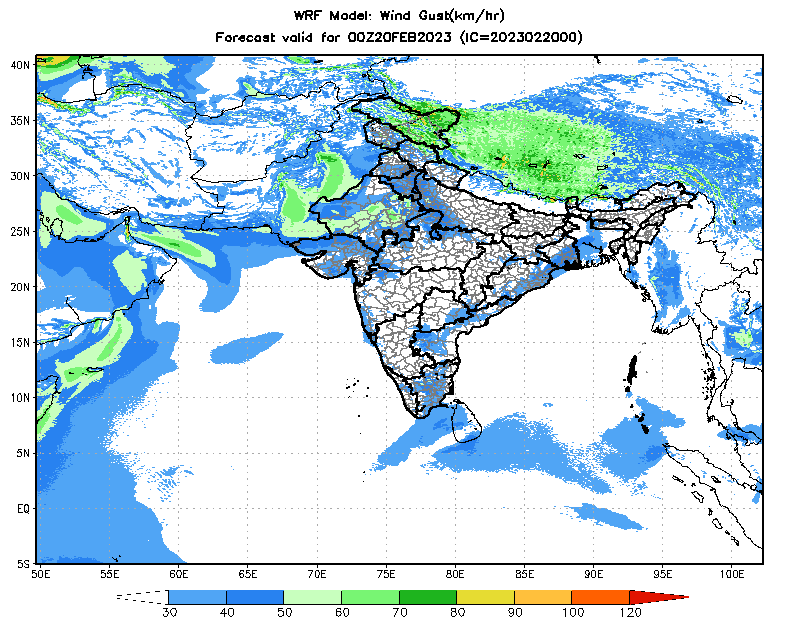 WRF Model: Wind Gust(km/hr)
Forecast valid for 00Z20FEB2023 (IC=2023022000)
40N
35N
30N
25N
20N
15N
10N
5N
EQ
5S
50E 55E 60E 65E 70E 75E 80E 85E 90E 95E 100E
30 40 50 60 70 80 90 100 120